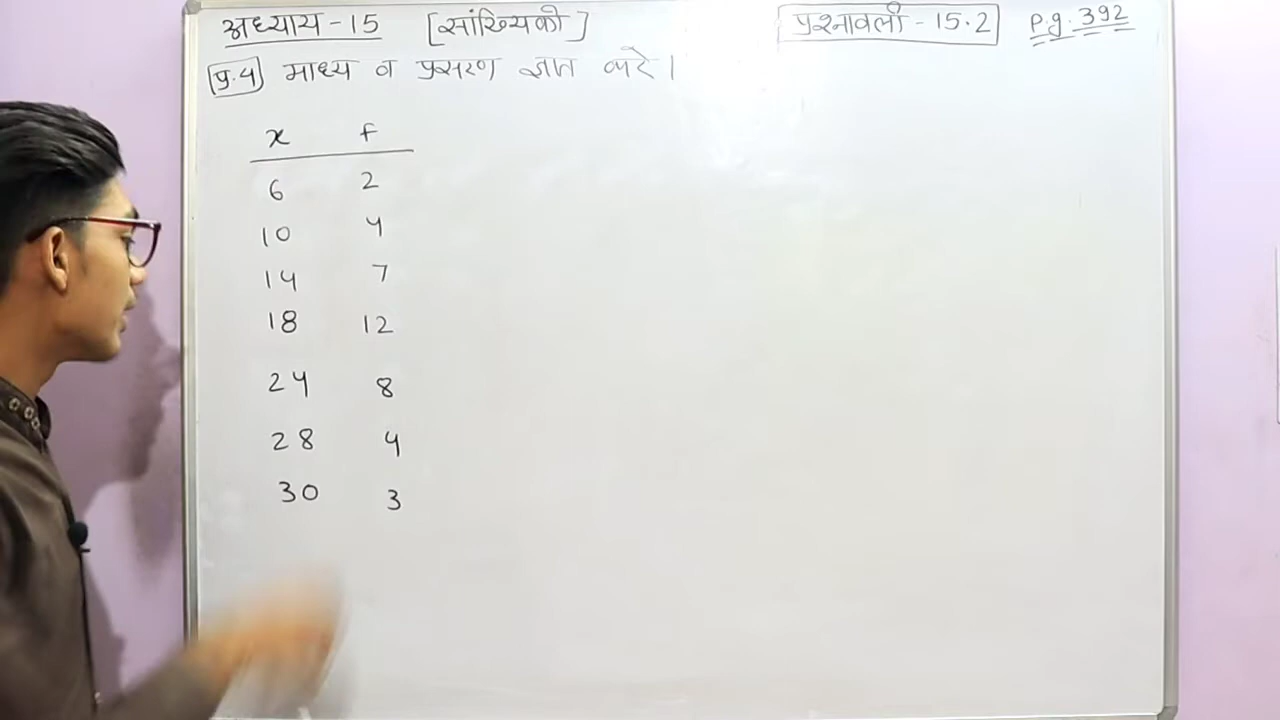 अध्याय - 15 [सांख्यिकी] प्रश्नावली - 15.2 P.g. 392
प्र.4 माध्य व प्रसरण ज्ञात करे।
x f
6 2
10 4
14 7
18 12
24 8
28 4
30 3